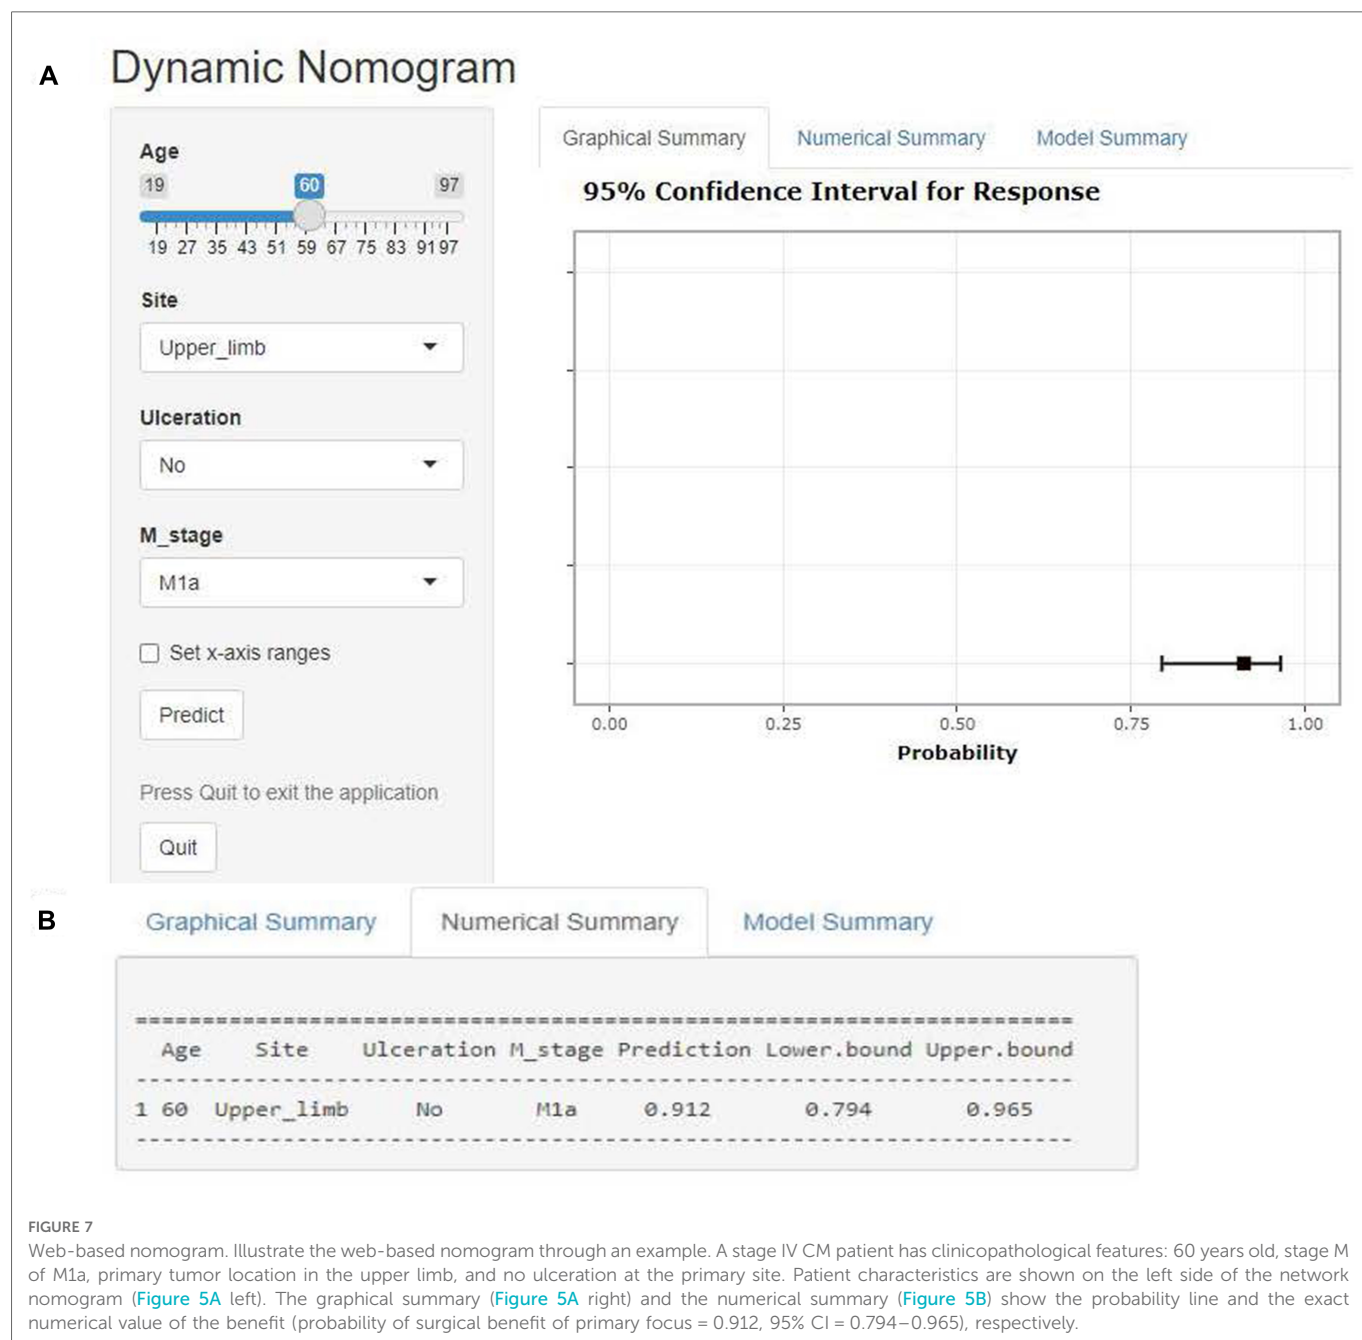 A
Dynamic Nomogram
Age
19 60 97
19 27 35 43 51 59 67 75 83 91 97
Site
Upper_limb
Ulceration
No
M_stage
M1a
Set x-axis ranges
Predict
Press Quit to exit the application
Quit
Graphical Summary Numerical Summary Model Summary
95% Confidence Interval for Response
0.00 0.25 0.50 0.75 1.00
Probability
B
Graphical Summary Numerical Summary Model Summary
Age Site Ulceration M_stage Prediction Lower.bound Upper.bound
1 60 Upper_limb No M1a 0.912 0.794 0.965
FIGURE 7
Web-based nomogram. Illustrate the web-based nomogram through an example. A stage IV CM patient has clinicopathological features: 60 years old, stage M
of M1a, primary tumor location in the upper limb, and no ulceration at the primary site. Patient characteristics are shown on the left side of the network
nomogram (Figure 5A left). The graphical summary (Figure 5A right) and the numerical summary (Figure 5B) show the probability line and the exact
numerical value of the benefit (probability of surgical benefit of primary focus = 0.912, 95% CI = 0.794–0.965), respectively.